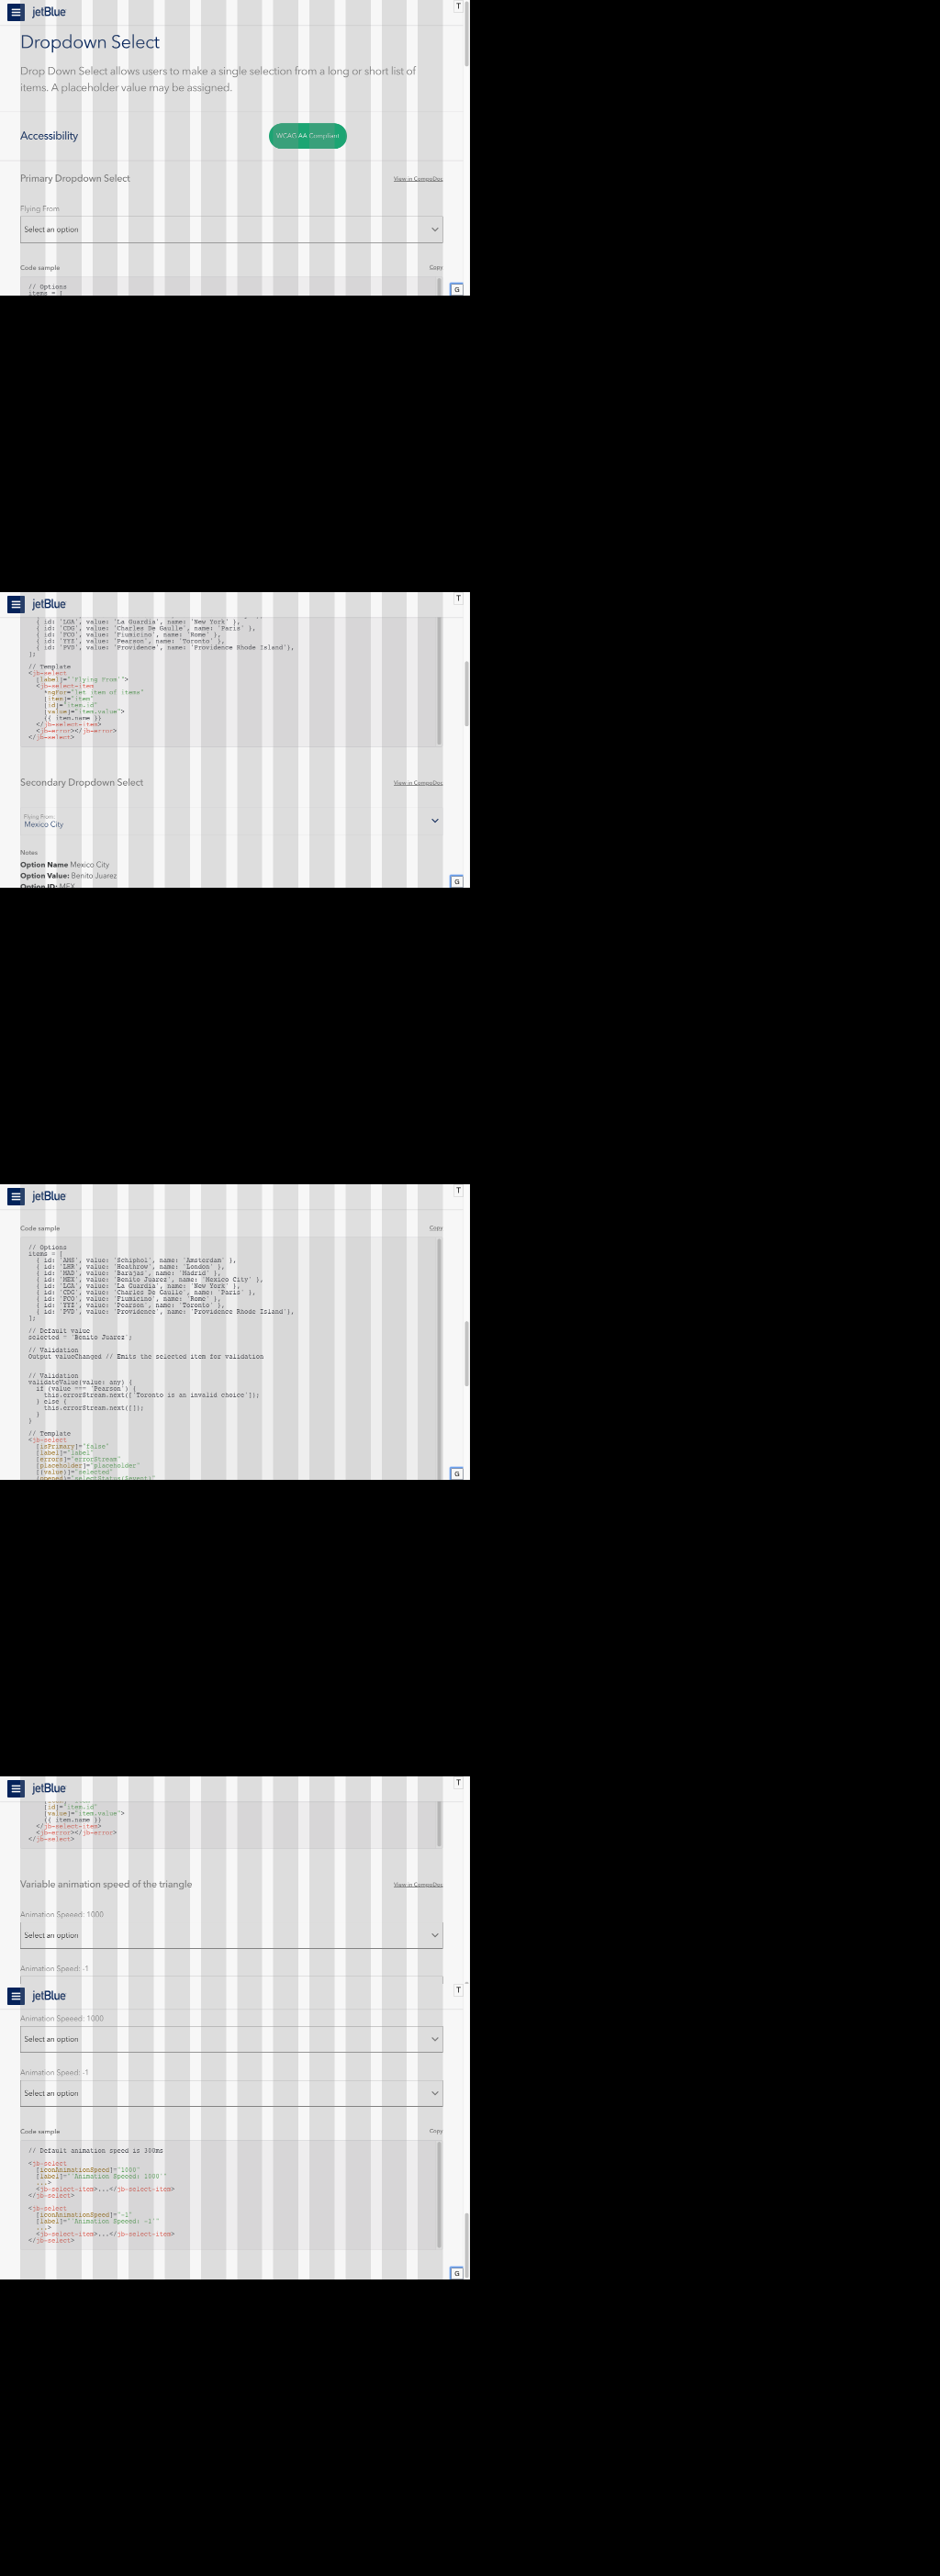 jetBlue
T
Dropdown Select
Drop Down Select allows users to make a single selection from a long or short list of
items. A placeholder value may be assigned.
Accessibility
WCAG AA Compliant
Primary Dropdown Select
View in CompoDoc
Flying From
Select an option
Code sample
Copy
// Options
items = [
G
jetBlue
T
{ id: 'LGA', value: 'La Guardia', name: 'New York' },
{ id: 'CDG', value: 'Charles De Gaulle', name: 'Paris' },
{ id: 'FCO', value: 'Fiumicino', name: 'Rome' },
{ id: 'YYZ', value: 'Pearson', name: 'Toronto' },
{ id: 'PVD', value: 'Providence', name: 'Providence Rhode Island'},
];
// Template
<jb-select
[label]="'Flying From'">
<jb-select-item
*ngFor="let item of items"
[item]="item"
[id]="item.id"
[value]="item.value">
{{ item.name }}
</jb-select-item>
<jb-error></jb-error>
</jb-select>
Secondary Dropdown Select
View in CompoDoc
Flying From:
Mexico City
Notes
Option Name Mexico City
Option Value: Benito Juarez
Option ID: MEX
G
jetBlue
T
Code sample
Copy
// Options
items = [
{ id: 'AMS', value: 'Schiphol', name: 'Amsterdam' },
{ id: 'LHR', value: 'Heathrow', name: 'London' },
{ id: 'MAD', value: 'Barajas', name: 'Madrid' },
{ id: 'MEX', value: 'Benito Juarez', name: 'Mexico City' },
{ id: 'LGA', value: 'La Guardia', name: 'New York' },
{ id: 'CDG', value: 'Charles De Gaulle', name: 'Paris' },
{ id: 'FCO', value: 'Fiumicino', name: 'Rome' },
{ id: 'YYZ', value: 'Pearson', name: 'Toronto' },
{ id: 'PVD', value: 'Providence', name: 'Providence Rhode Island'},
];
// Default value
selected = 'Benito Juarez';
// Validation
Output valueChanged // Emits the selected item for validation
// Validation
validateValue(value: any) {
if (value === 'Pearson') {
this.errorStream.next(['Toronto is an invalid choice']);
} else {
this.errorStream.next([]);
}
}
// Template
<jb-select
[isPrimary]="false"
[label]="label"
[errors]="errorStream"
[placeholder]="placeholder"
[(value)]="selected"
(opened)="selectStatus($event)"
G
jetBlue
T
[id]="item.id"
[value]="item.value">
{{ item.name }}
</jb-select-item>
<jb-error></jb-error>
</jb-select>
Variable animation speed of the triangle
View in CompoDoc
Animation Speeed: 1000
Select an option
Animation Speed: -1
jetBlue
T
Animation Speeed: 1000
Select an option
Animation Speed: -1
Select an option
Code sample
Copy
// Default animation speed is 300ms
<jb-select
[iconAnimationSpeed]="1000"
[label]="'Animation Speeed: 1000'"
...>
<jb-select-item>...</jb-select-item>
</jb-select>
<jb-select
[iconAnimationSpeed]="-1"
[label]="'Animation Speed: -1'"
...>
<jb-select-item>...</jb-select-item>
</jb-select>
G